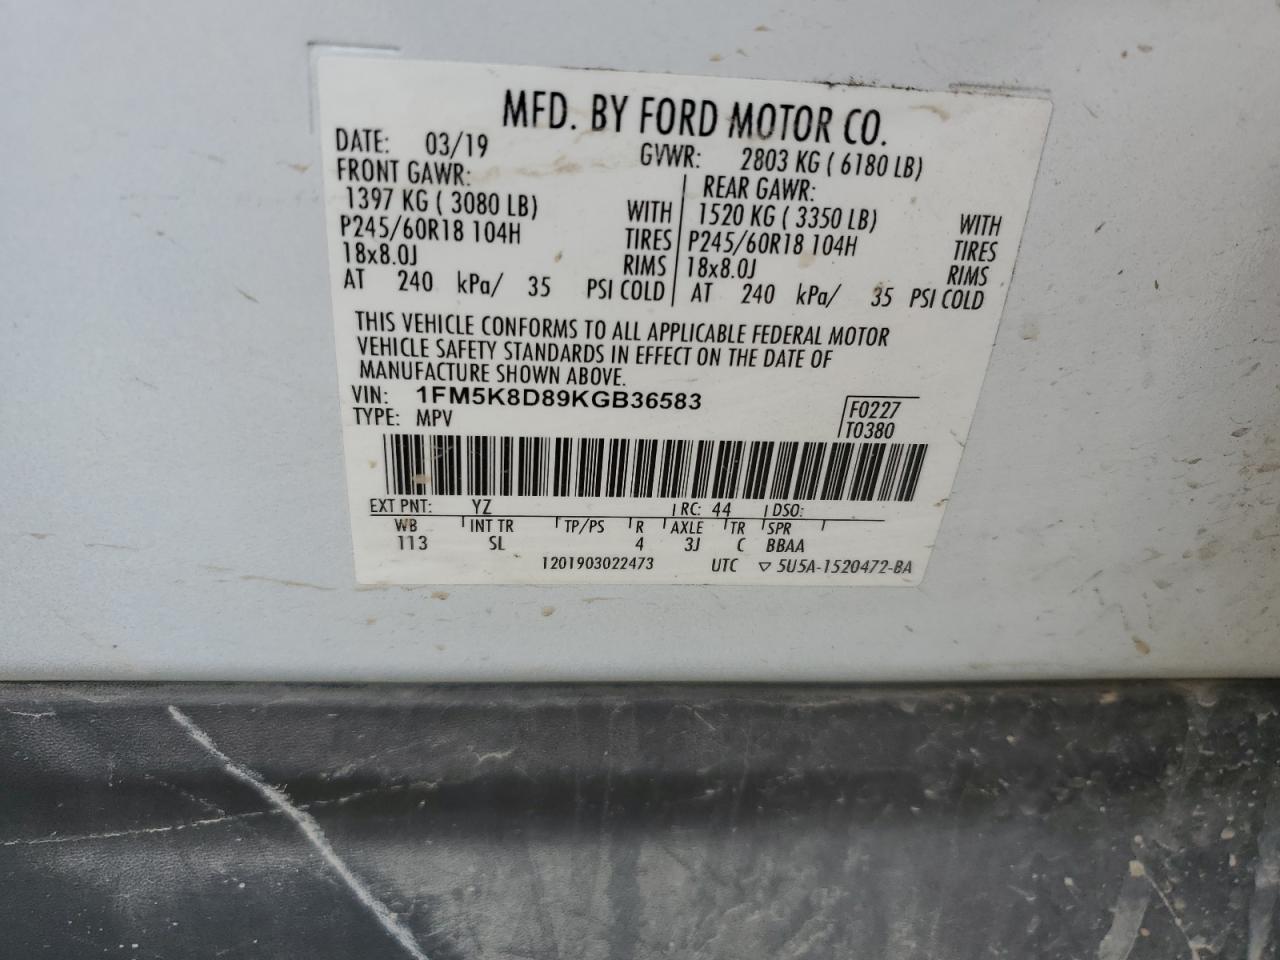 MFD. BY FORD MOTOR CO.
DATE: 03/19 GVWR: 2803 KG ( 6180 LB)
FRONT GAWR: REAR GAWR:
1397 KG ( 3080 LB) WITH 1520 KG ( 3350 LB) WITH
P245/60R18 104H TIRES P245/60R18 104H TIRES
18x8.0J RIMS 18x8.0J RIMS
AT 240 kPa/ 35 PSI COLD AT 240 kPa/ 35 PSI COLD
THIS VEHICLE CONFORMS TO ALL APPLICABLE FEDERAL MOTOR
VEHICLE SAFETY STANDARDS IN EFFECT ON THE DATE OF
MANUFACTURE SHOWN ABOVE.
VIN: 1FM5K8D89KGB36583 F0227
TYPE: MPV T0380
EXT PNT: YZ RC: 44 DSO:
WB INT TR TP/PS R AXLE TR SPR
113 SL 4 3J C BBAA
1201903022473 UTC ▽ 5U5A-1520472-BA